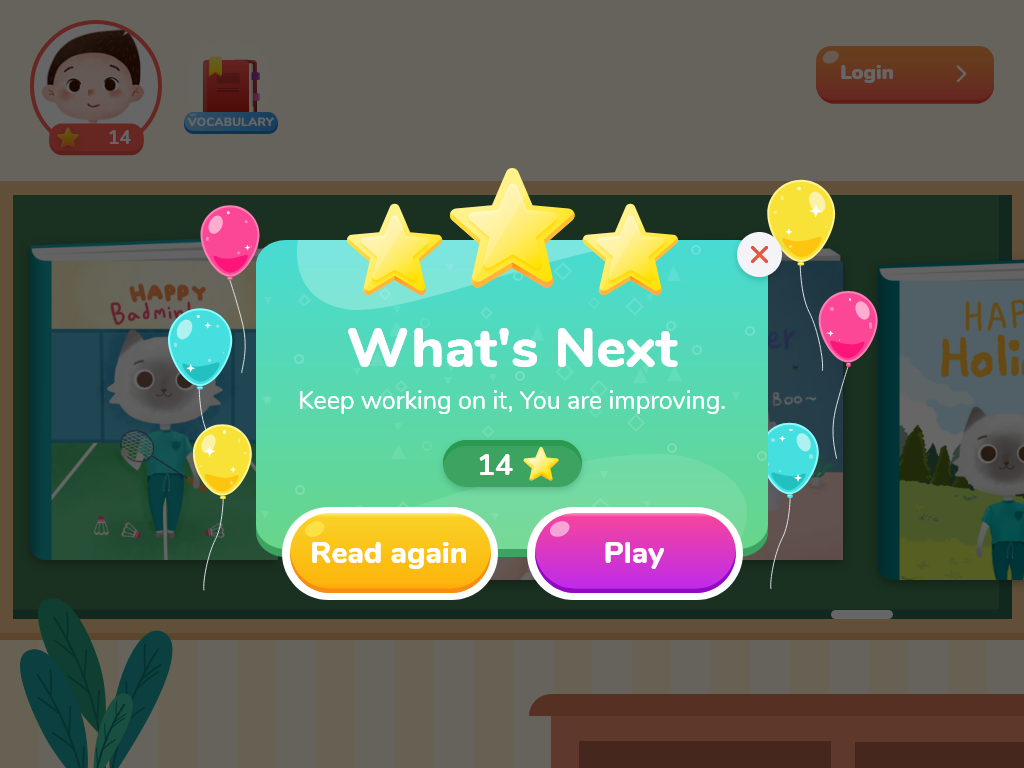 Login
14
VOCABULARY
HAPPY
Badmin
What's Next
Keep working on it, You are improving.
14
Read again
Play
er
Boo~
HAP
Holi